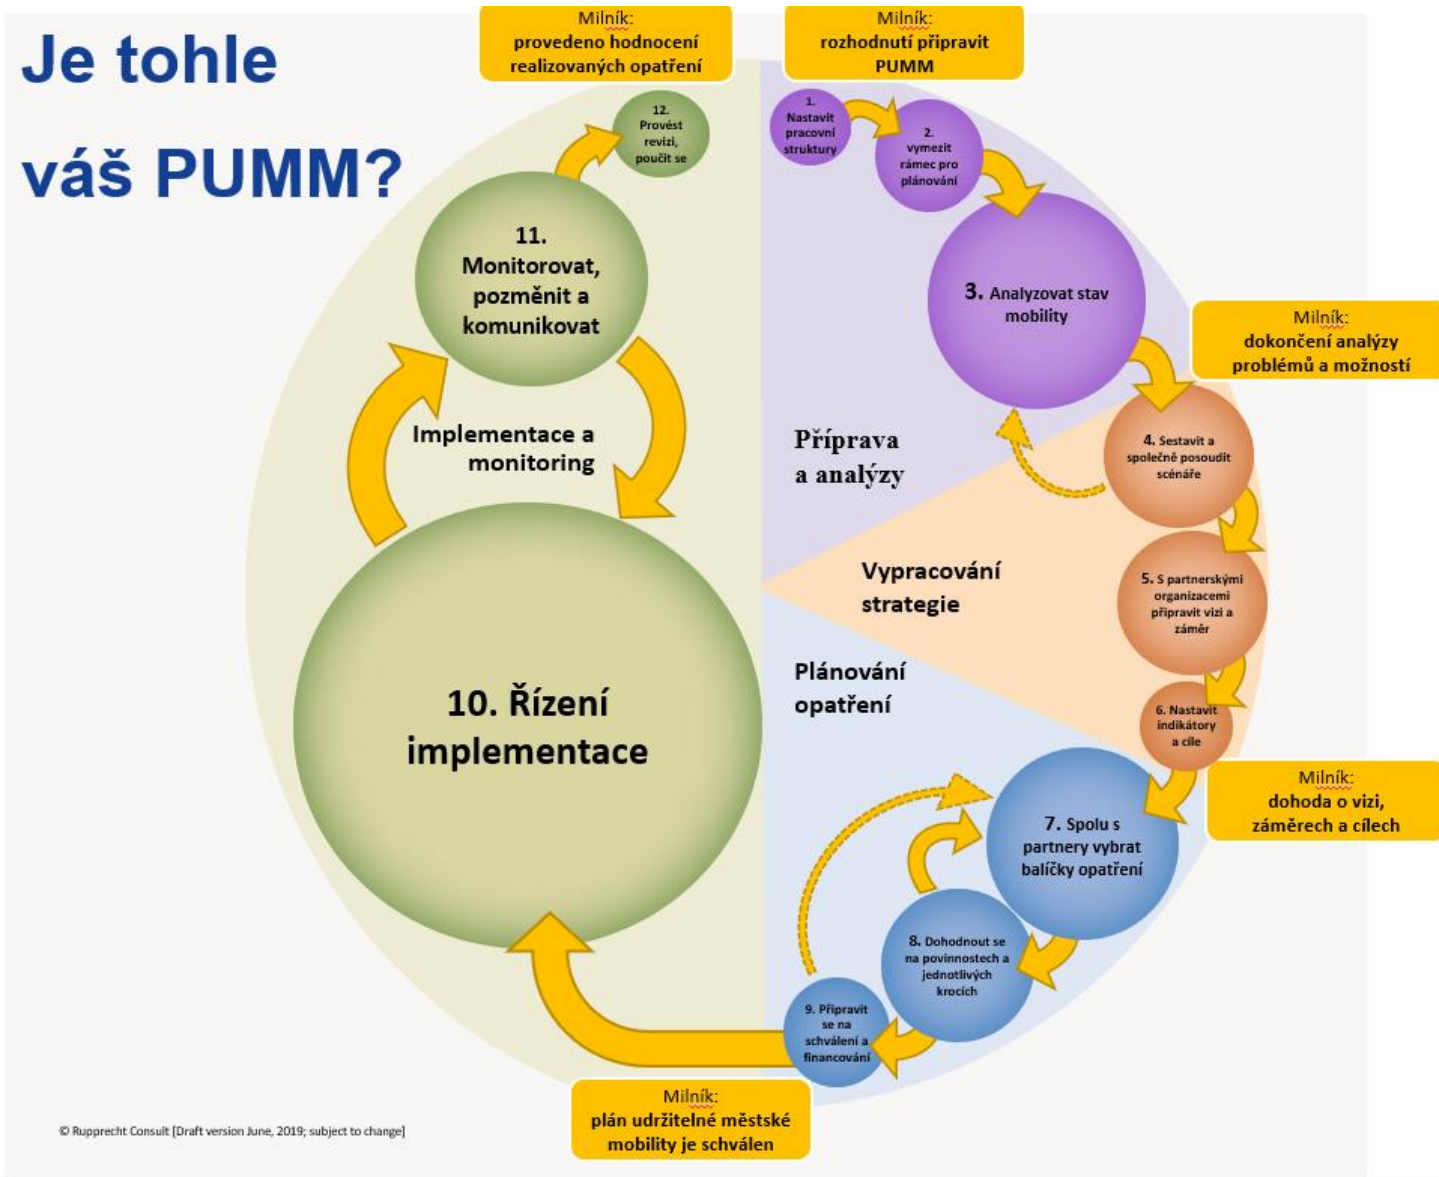 Je tohle
váš PUMM?
Milník:
provedeno hodnocení
realizovaných opatření
Milník:
rozhodnutí připravit
PUMM
1.
Nastavit
pracovní
struktury
2.
vymezit
rámec pro
plánování
3. Analyzovat stav
mobility
Milník:
dokončení analýzy
problémů a možností
4. Sestavit a
společně posoudit
scénáře
5. S partnerskými
organizacemi
připravit vizi a
záměr
6. Nastavit
indikátory
a cíle
Milník:
dohoda o vizi,
záměrech a cílech
7. Spolu s
partnery vybrat
balíčky opatření
8. Dohodnout se
na povinnostech a
jednotlivých
krocích
9. Připravit
se na
schválení a
financování
Milník:
plán udržitelné městské
mobility je schválen
10. Řízení
implementace
11.
Monitorovat,
pozměnit a
komunikovat
12.
Provést
revizi,
poučit se
Implementace a
monitoring
Příprava
a analýzy
Vypracování
strategie
Plánování
opatření
© Rupprecht Consult [Draft version June, 2019; subject to change]